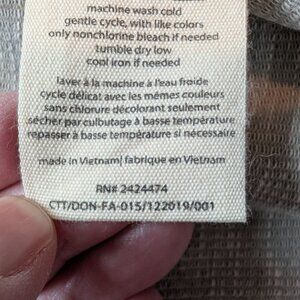 machine wash cold
gentle cycle, with like colors
only nonchlorine bleach if needed
tumble dry low
cool iron if needed
laver à la machine à l'eau froide
cycle délicat avec les mêmes couleurs
sans chlorure décolorant seulement
sécher par culbutage à basse température
repasser à basse température si nécessaire
made in Vietnam/ fabrique en Vietnam
RN# 2424474
CTT/DON-FA-015/122019/001